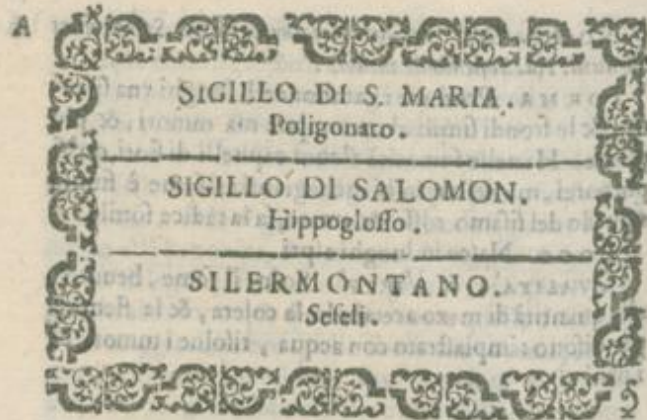 A
SIGILLO DI S. MARIA.
Poligonato.
SIGILLO DI SALOMON.
Hippoglosso.
SILERMONTANO.
Seseli.